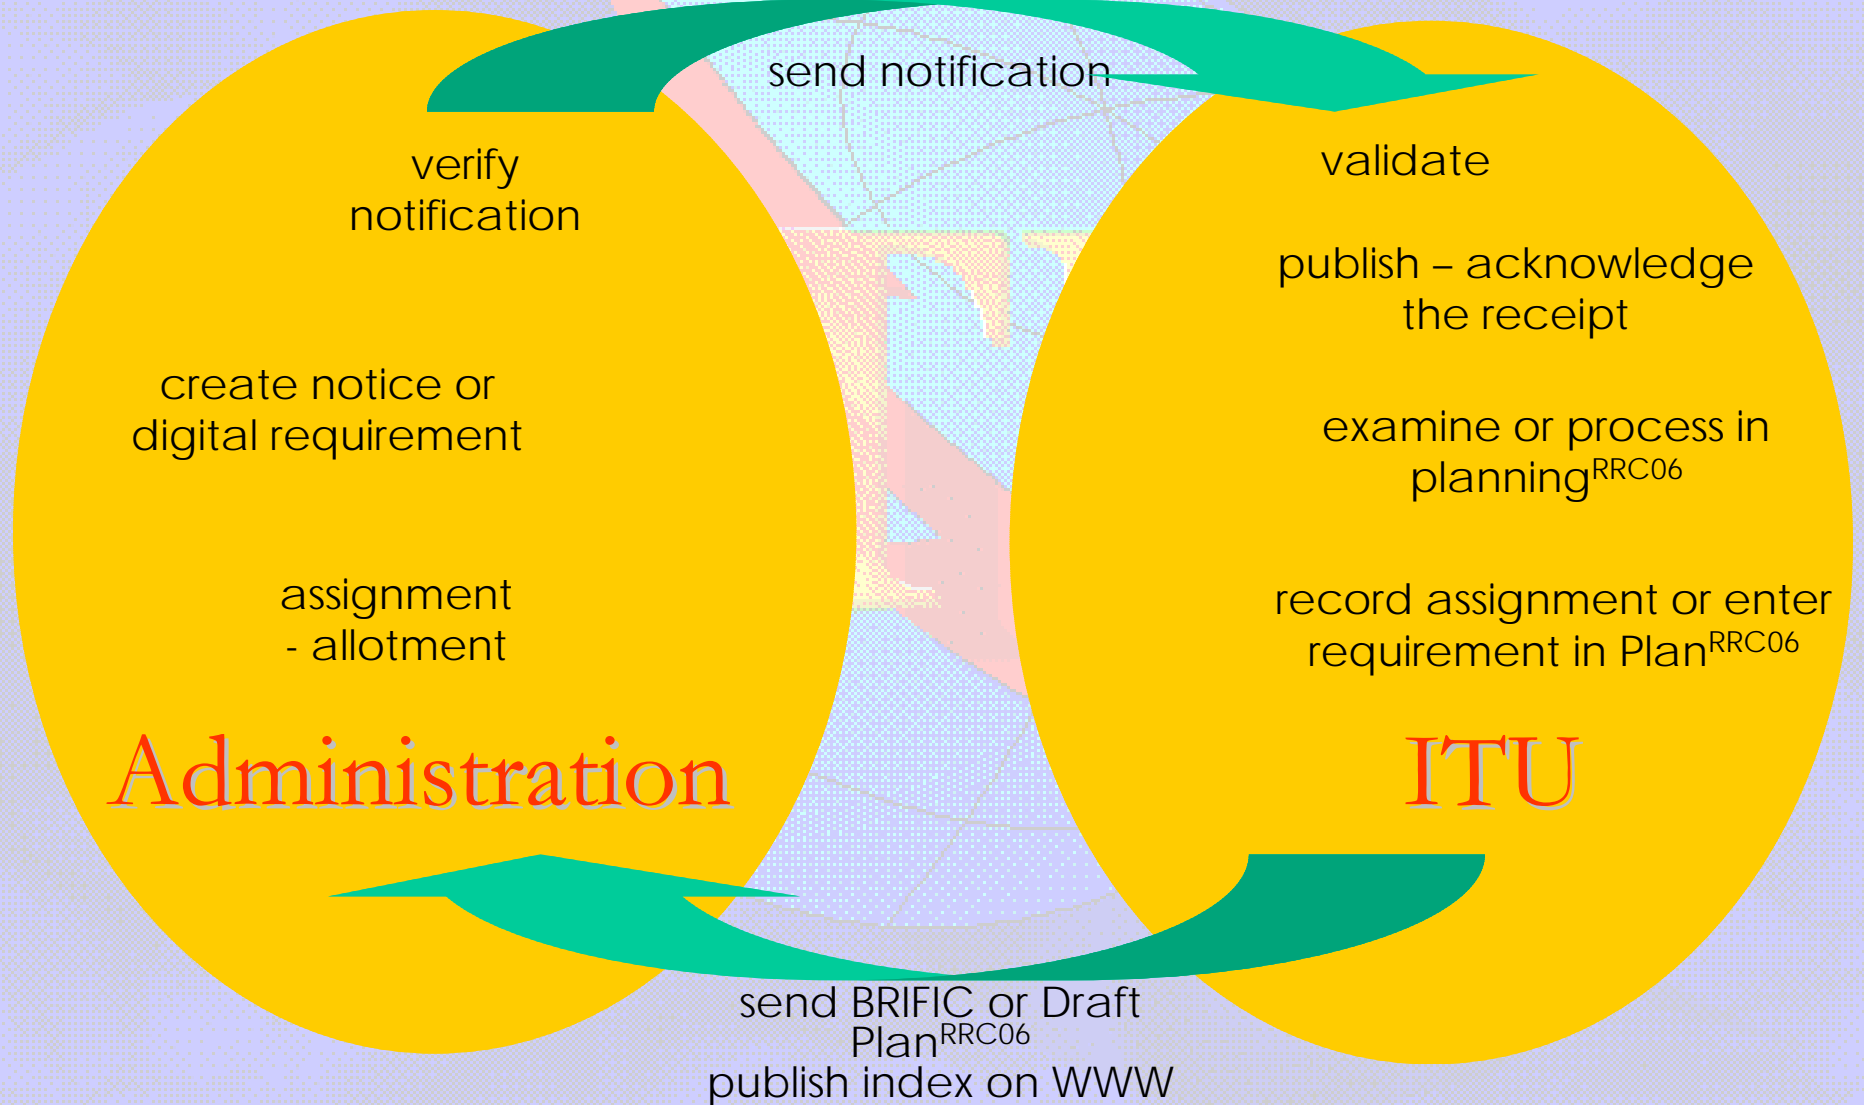 send notification
verify
notification
create notice or
digital requirement
assignment
- allotment
Administration
validate
publish – acknowledge
the receipt
examine or process in
planningRRC06
record assignment or enter
requirement in PlanRRC06
ITU
send BRIFIC or Draft
PlanRRC06
publish index on WWW